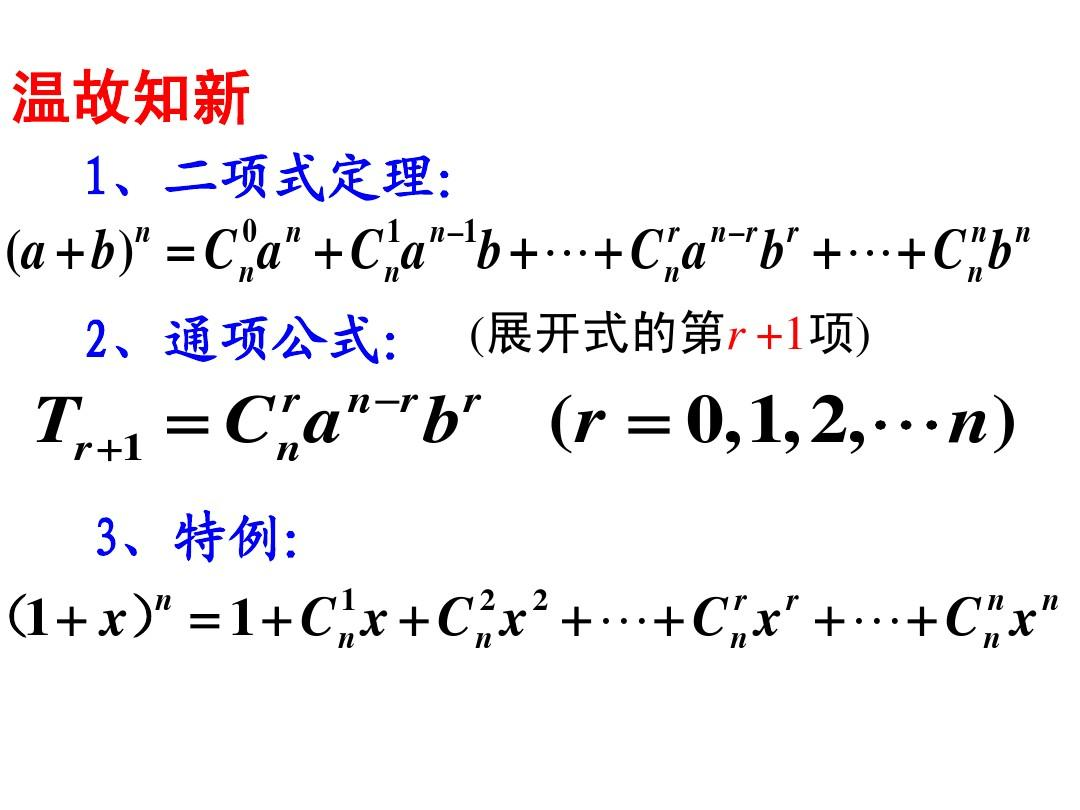 温故知新
1、二项式定理:
$(a+b)^n = C_n^0 a^n + C_n^1 a^{n-1} b + \cdots + C_n^r a^{n-r} b^r + \cdots + C_n^n b^n$
2、通项公式: (展开式的第r+1项)
$T_{r+1} = C_n^r a^{n-r} b^r \quad (r = 0,1,2,\cdots n)$
3、特例:
$(1+x)^n = 1 + C_n^1 x + C_n^2 x^2 + \cdots + C_n^r x^r + \cdots + C_n^n x^n$